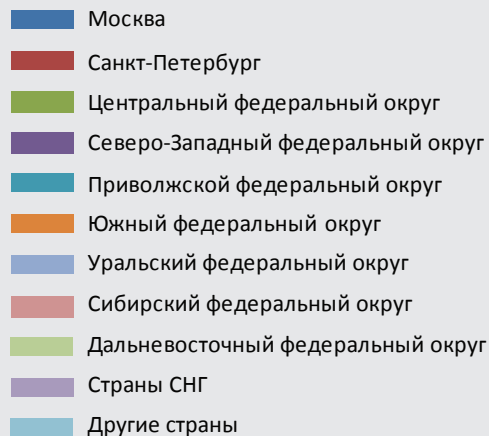 Москва
Санкт-Петербург
Центральный федеральный округ
Северо-Западный федеральный округ
Приволжской федеральный округ
Южный федеральный округ
Уральский федеральный округ
Сибирский федеральный округ
Дальневосточный федеральный округ
Страны СНГ
Другие страны